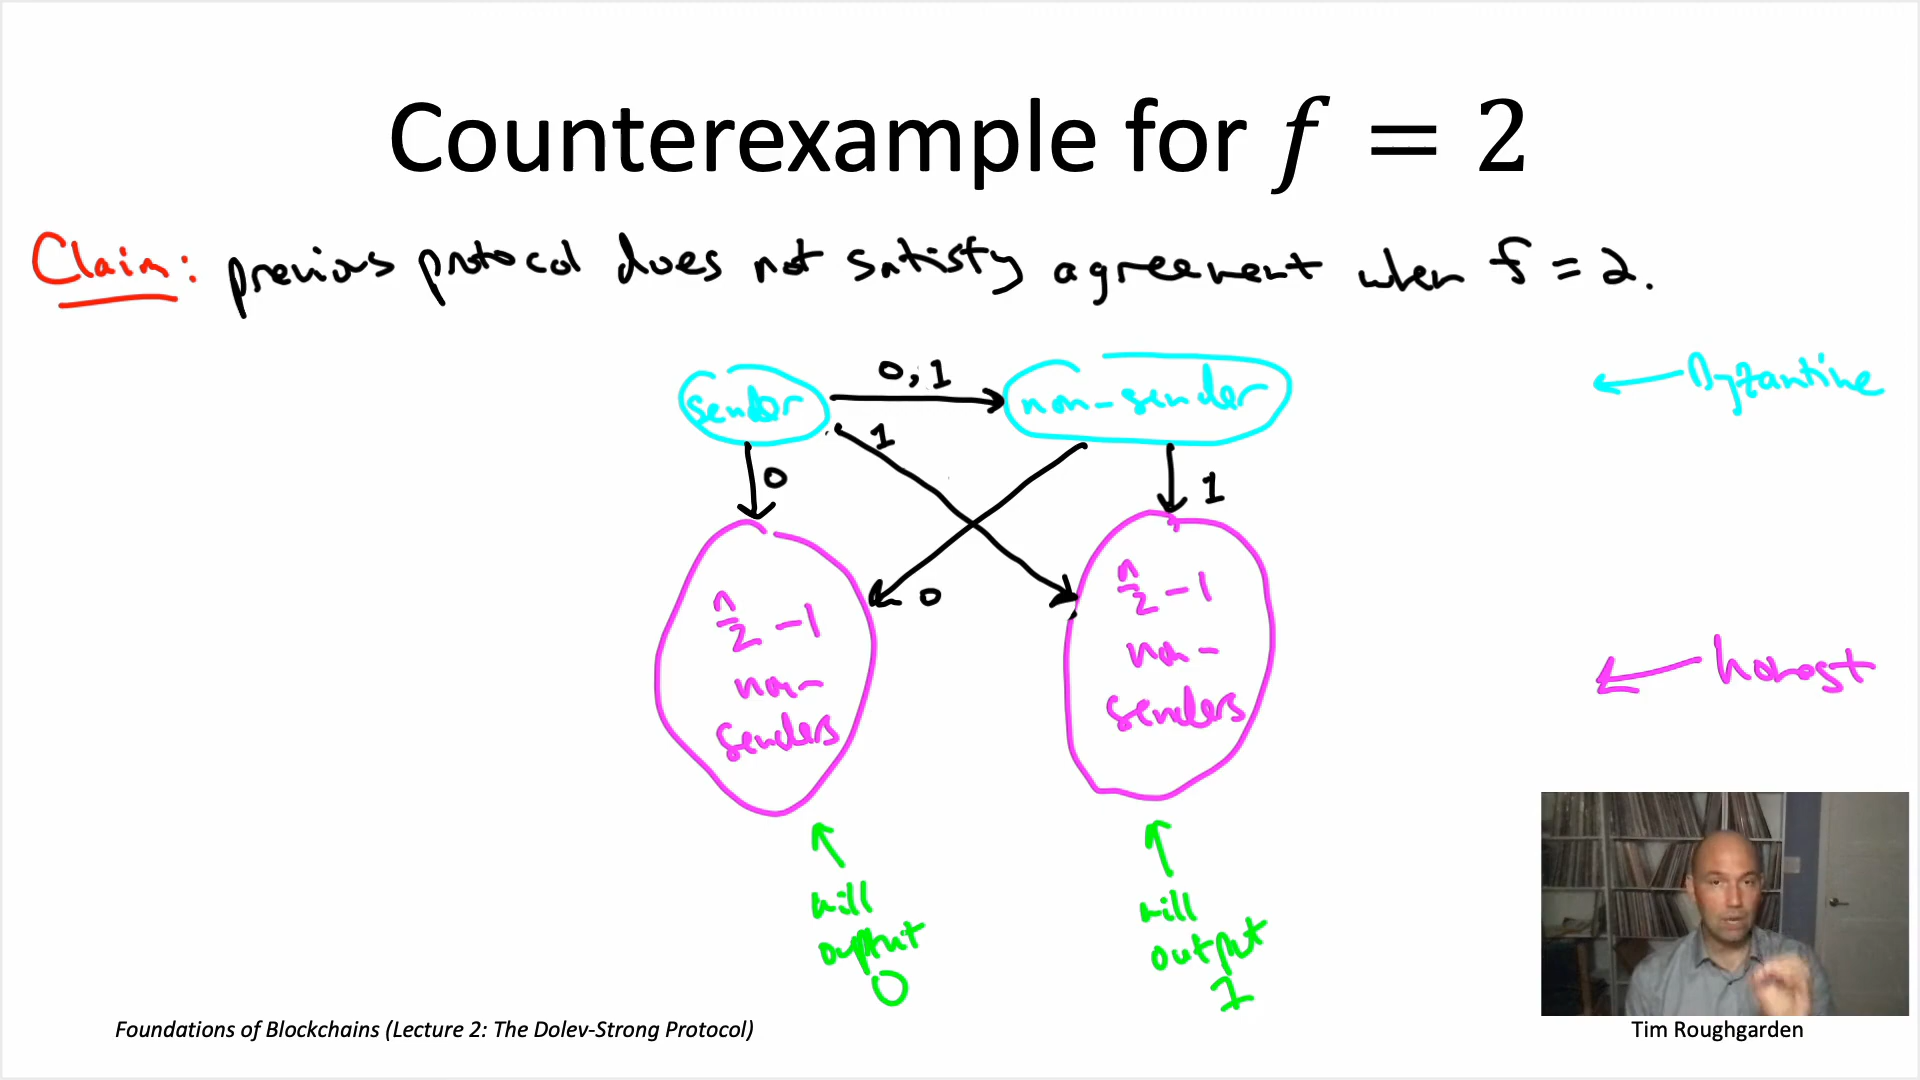 Counterexample for f = 2
Claim: previous protocol does not satisfy agreement when f = 2.
0, 1
sender
non-sender
← Byzantine
1
0
1
0
n/2 - 1
non-
senders
n/2 - 1
non-
senders
← honest
will
output
0
will
output
1
Foundations of Blockchains (Lecture 2: The Dolev-Strong Protocol)
Tim Roughgarden